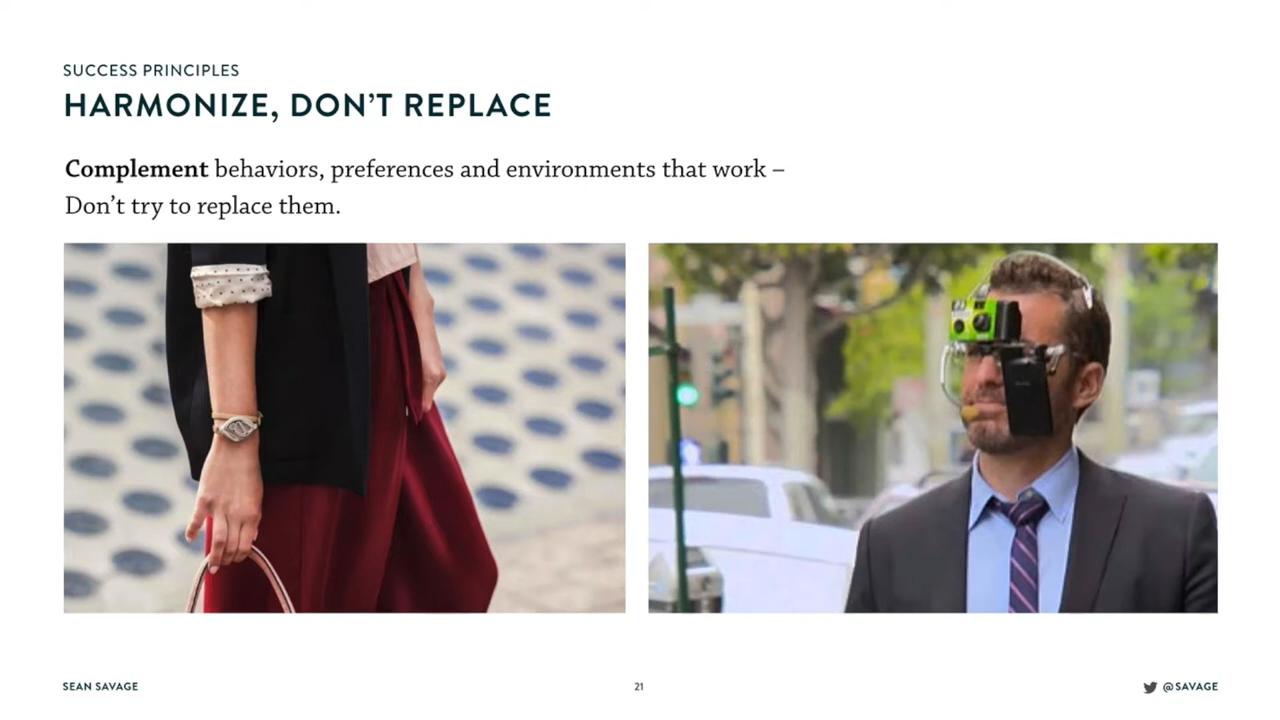 SUCCESS PRINCIPLES
HARMONIZE, DON’T REPLACE
Complement behaviors, preferences and environments that work –
Don’t try to replace them.
SEAN SAVAGE
21
@SAVAGE